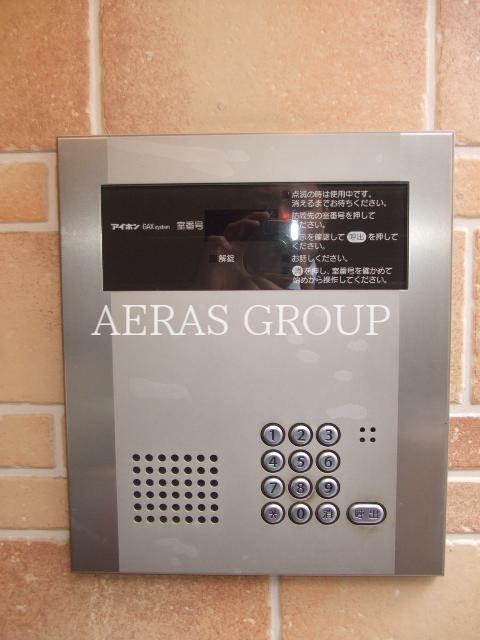 点滅の時は使用中です。
消えるまでお待ちください。
アイホン GAX system 室番号
訪問先の室番号を押して
ください。
表示を確認して 呼出 を押して
ください。
解錠
お話しください。
消 を押し、室番号を確かめて
始めから操作してください。
AERAS GROUP
1 2 3
4 5 6
7 8 9
* 0 消 呼出